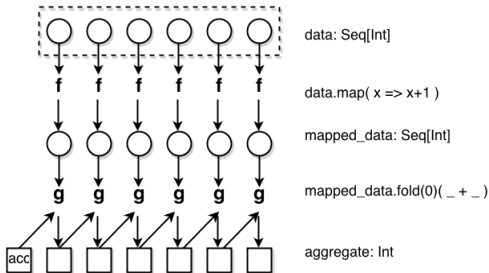 data: Seq[Int]
f f f f f f
data.map( x => x+1 )
mapped_data: Seq[Int]
g g g g g g
mapped_data.fold(0)( _ + _ )
acc
aggregate: Int